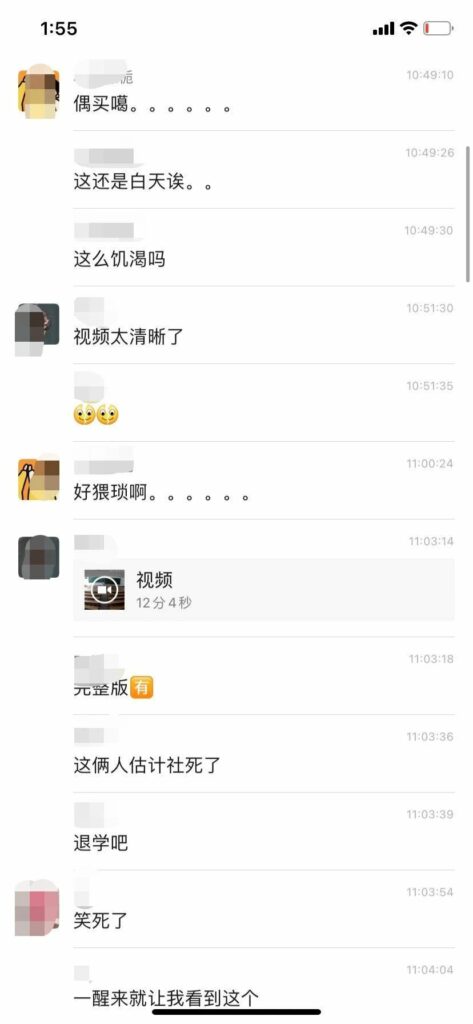 1:55
10:49:10
偶买噶。。。。。。
10:49:26
这还是白天诶。。
10:49:30
这么饥渴吗
10:51:30
视频太清晰了
10:51:35
11:00:24
好猥琐啊。。。。。。
11:03:14
视频
12分4秒
11:03:18
完整版🈶
11:03:36
这俩人估计社死了
11:03:39
退学吧
11:03:54
笑死了
11:04:04
一醒来就让我看到这个